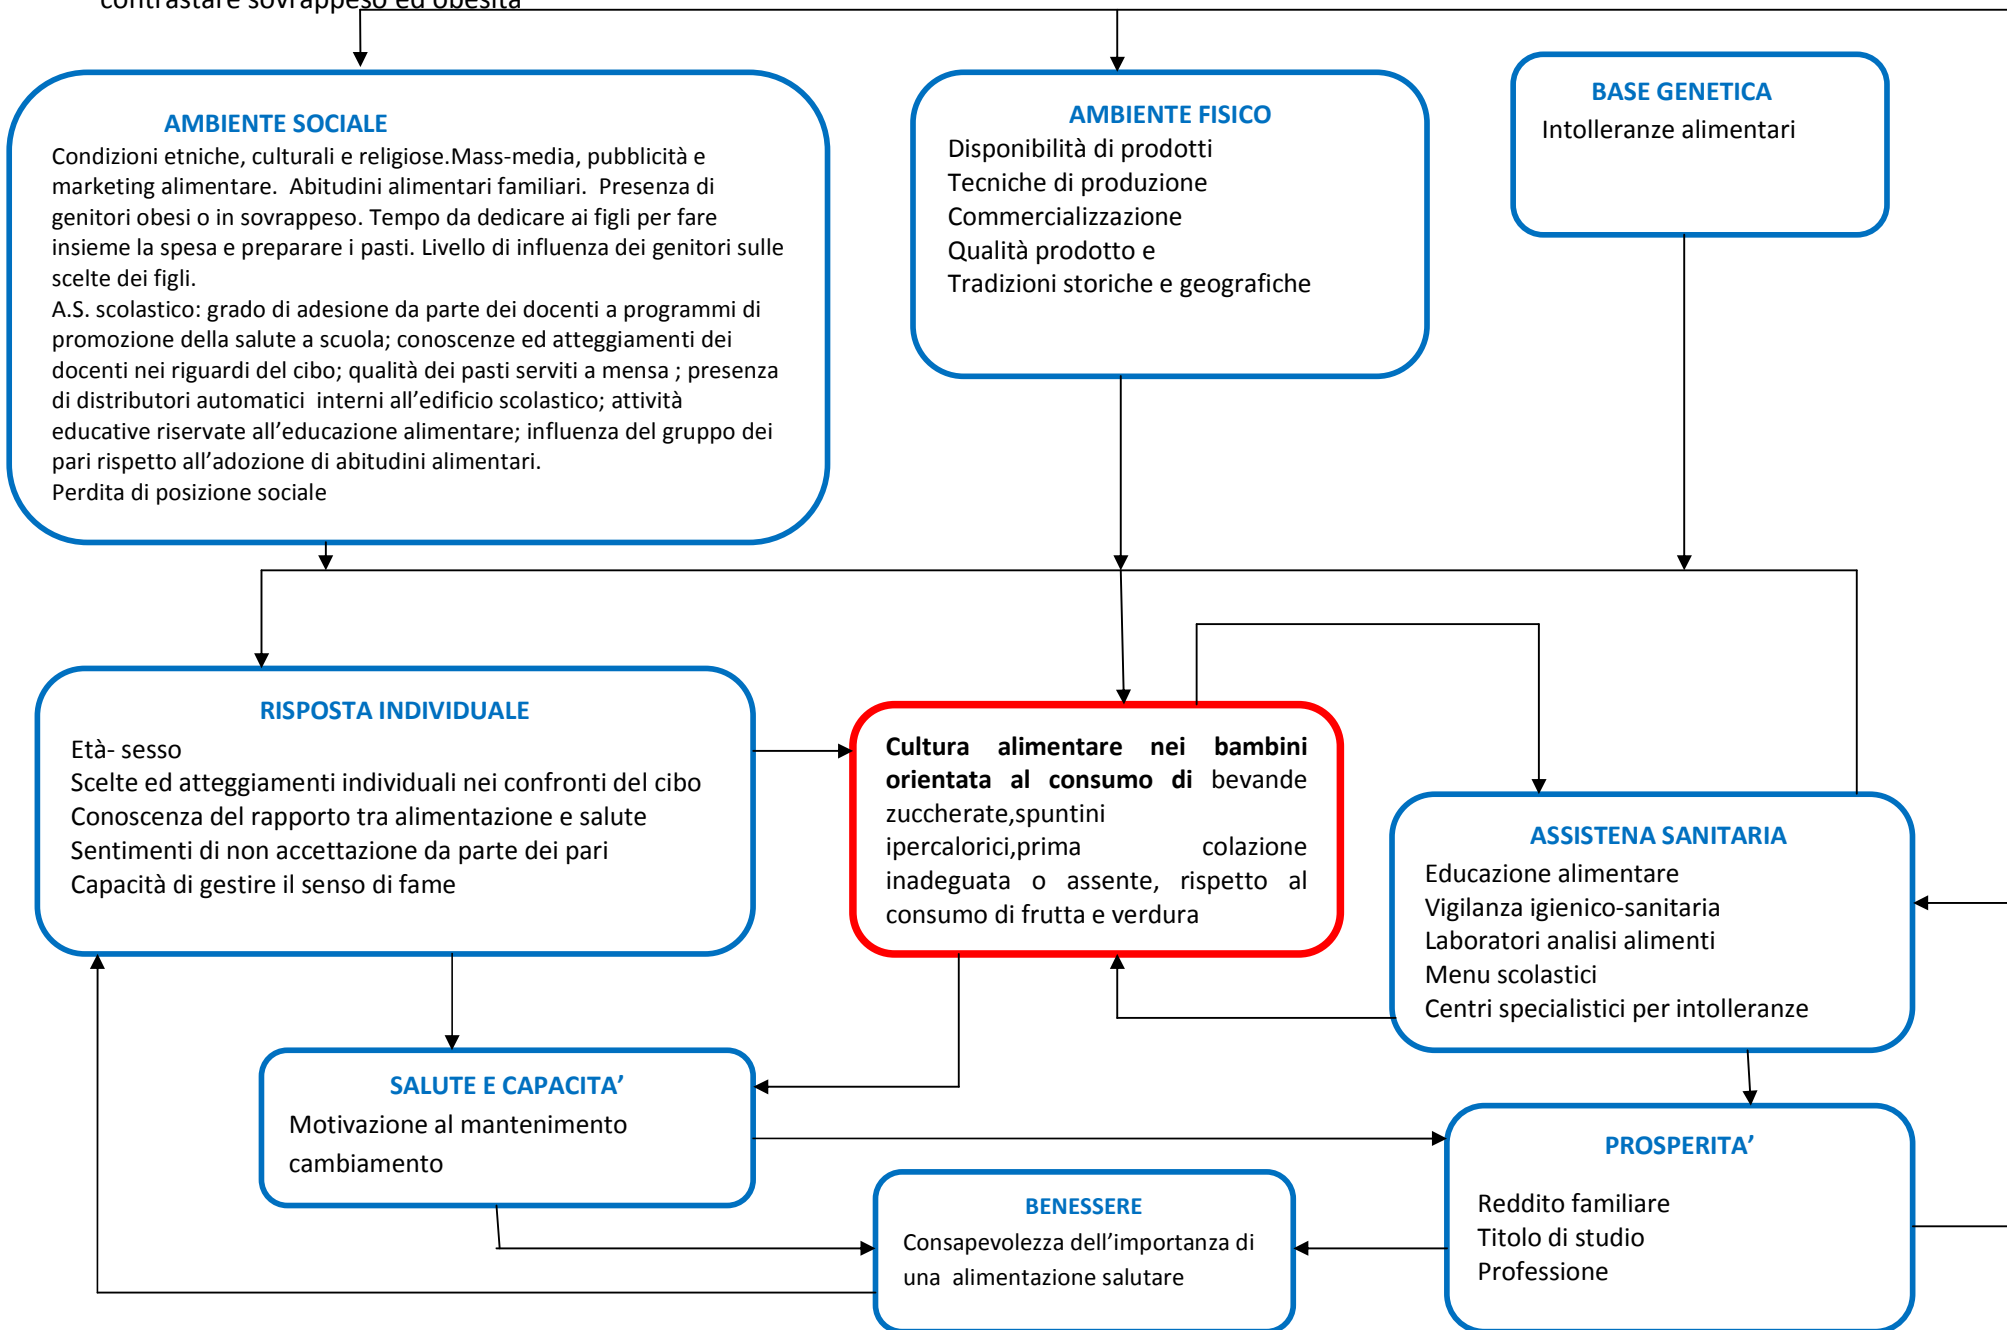 contrastare sovrappeso ed obesità
AMBIENTE SOCIALE
Condizioni etniche, culturali e religiose.Mass-media, pubblicità e
marketing alimentare.  Abitudini alimentari familiari.  Presenza di
genitori obesi o in sovrappeso. Tempo da dedicare ai figli per fare
insieme la spesa e preparare i pasti. Livello di influenza dei genitori sulle
scelte dei figli.
A.S. scolastico: grado di adesione da parte dei docenti a programmi di
promozione della salute a scuola; conoscenze ed atteggiamenti dei
docenti nei riguardi del cibo; qualità dei pasti serviti a mensa ; presenza
di distributori automatici  interni all’edificio scolastico; attività
educative riservate all’educazione alimentare; influenza del gruppo dei
pari rispetto all’adozione di abitudini alimentari.
Perdita di posizione sociale
AMBIENTE FISICO
Disponibilità di prodotti
Tecniche di produzione
Commercializzazione
Qualità prodotto e
Tradizioni storiche e geografiche
BASE GENETICA
Intolleranze alimentari
RISPOSTA INDIVIDUALE
Età- sesso
Scelte ed atteggiamenti individuali nei confronti del cibo
Conoscenza del rapporto tra alimentazione e salute
Sentimenti di non accettazione da parte dei pari
Capacità di gestire il senso di fame
Cultura alimentare nei bambini
orientata al consumo di bevande
zuccherate,spuntini
ipercalorici,prima colazione
inadeguata o assente, rispetto al
consumo di frutta e verdura
ASSISTENA SANITARIA
Educazione alimentare
Vigilanza igienico-sanitaria
Laboratori analisi alimenti
Menu scolastici
Centri specialistici per intolleranze
SALUTE E CAPACITA’
Motivazione al mantenimento
cambiamento
BENESSERE
Consapevolezza dell’importanza di
una  alimentazione salutare
PROSPERITA’
Reddito familiare
Titolo di studio
Professione